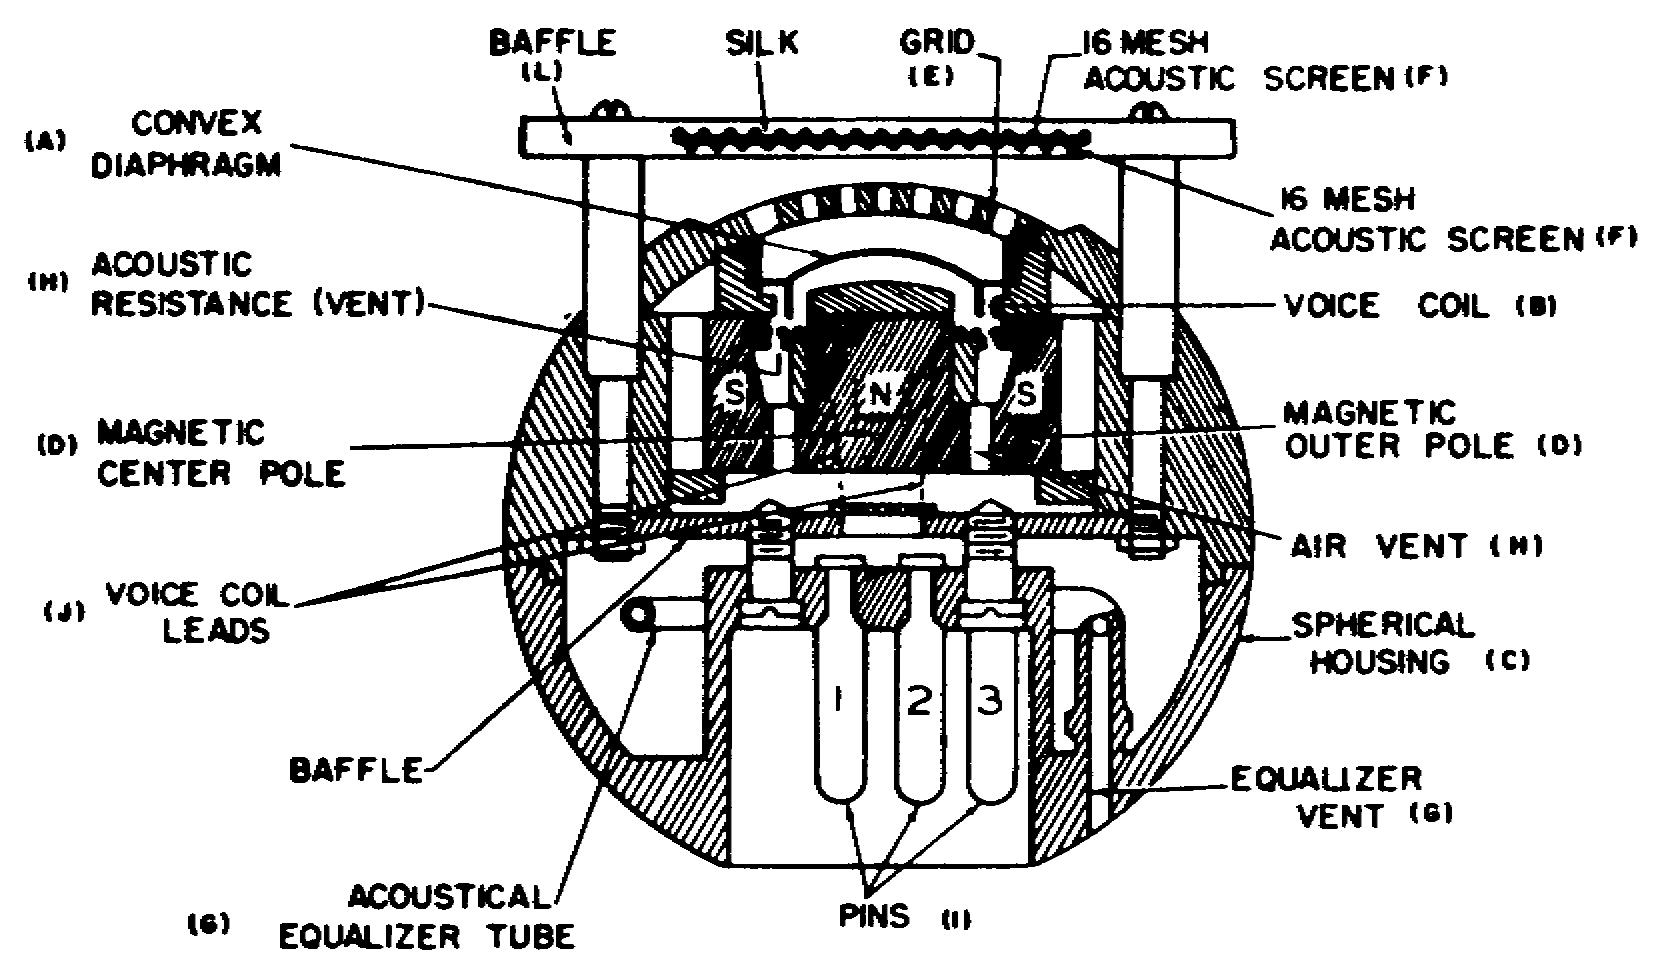 BAFFLE
(L)
SILK
GRID
(E)
16 MESH
ACOUSTIC SCREEN (F)
(A) CONVEX
DIAPHRAGM
16 MESH
ACOUSTIC SCREEN (F)
(H) ACOUSTIC
RESISTANCE (VENT)
VOICE COIL (B)
S N S
(D) MAGNETIC
CENTER POLE
MAGNETIC
OUTER POLE (D)
AIR VENT (H)
(J) VOICE COIL
LEADS
SPHERICAL
HOUSING (C)
1 2 3
BAFFLE
EQUALIZER
VENT (G)
ACOUSTICAL
(G) EQUALIZER TUBE
PINS (I)